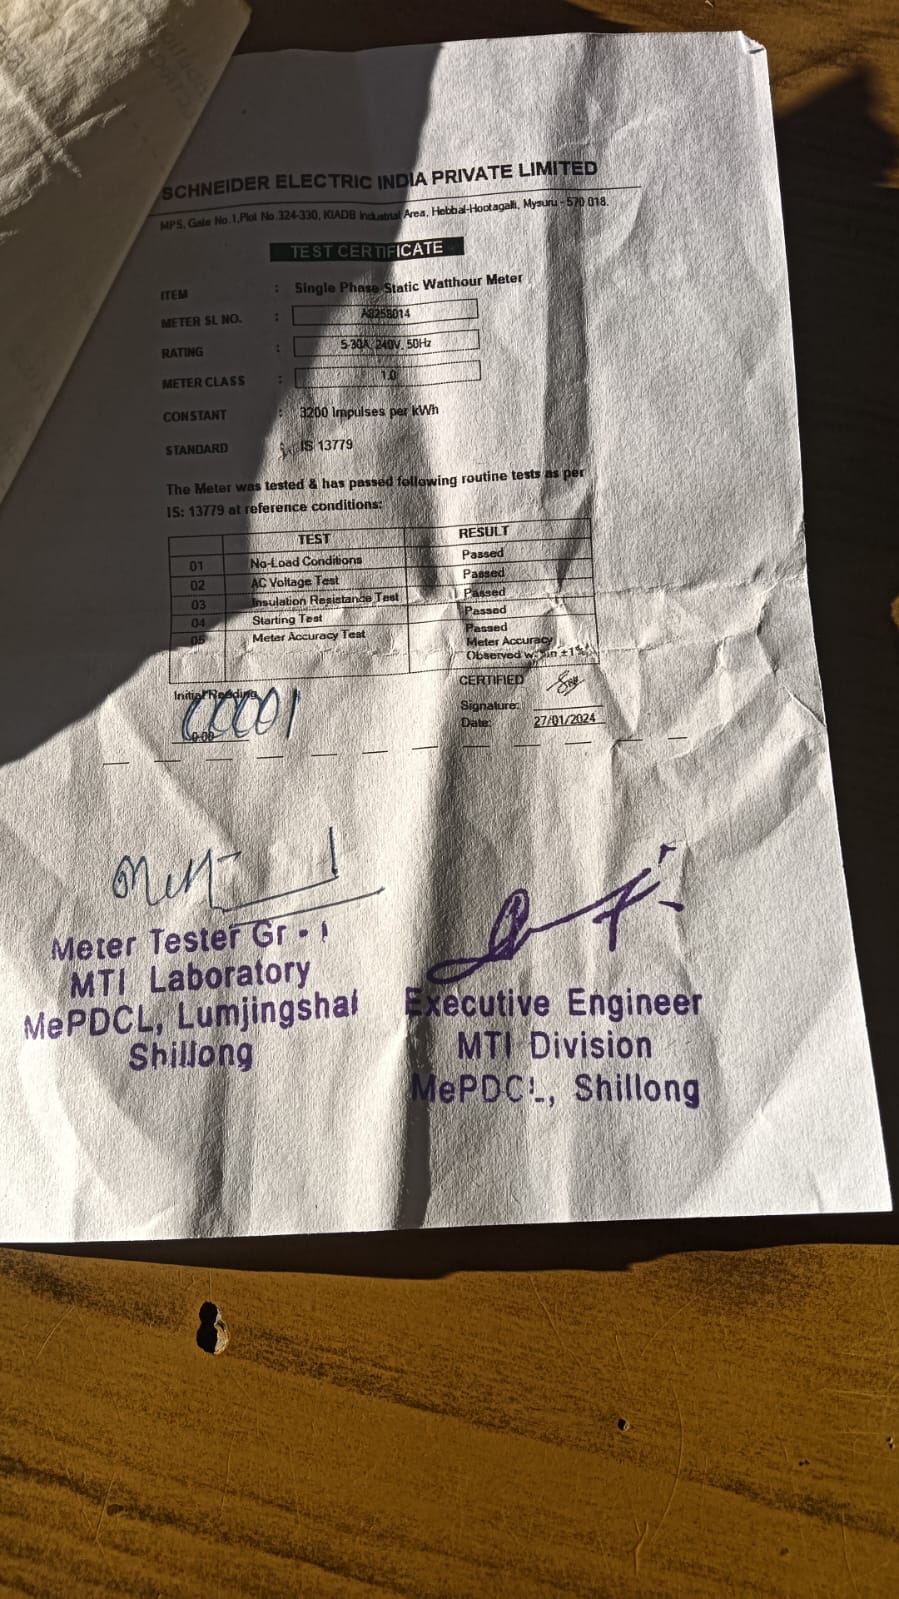 SCHNEIDER ELECTRIC INDIA PRIVATE LIMITED
MPS, Gate No.1,Plot No.324-330, KIADB Industrial Area, Hebbal-Hootagalli, Mysuru - 570 018.
TEST CERTIFICATE
ITEM : Single Phase Static Watthour Meter
METER SL NO. :
RATING : 5-30A, 240V, 50Hz
METER CLASS : 1.0
CONSTANT : 3200 Impulses per kWh
STANDARD : IS 13779
The Meter was tested & has passed following routine tests as per
IS: 13779 at reference conditions:
TEST RESULT
01 No-Load Conditions Passed
02 AC Voltage Test Passed
03 Insulation Resistance Test Passed
04 Starting Test Passed
05 Meter Accuracy Test Passed
Meter Accuracy
Observed within ±1%
Initial Reading CERTIFIED
00001
0.00
Signature:
Date: 27/01/2024
Meter Tester Gr - I
MTI Laboratory
MePDCL, Lumjingshai
Shillong
Executive Engineer
MTI Division
MePDCL, Shillong